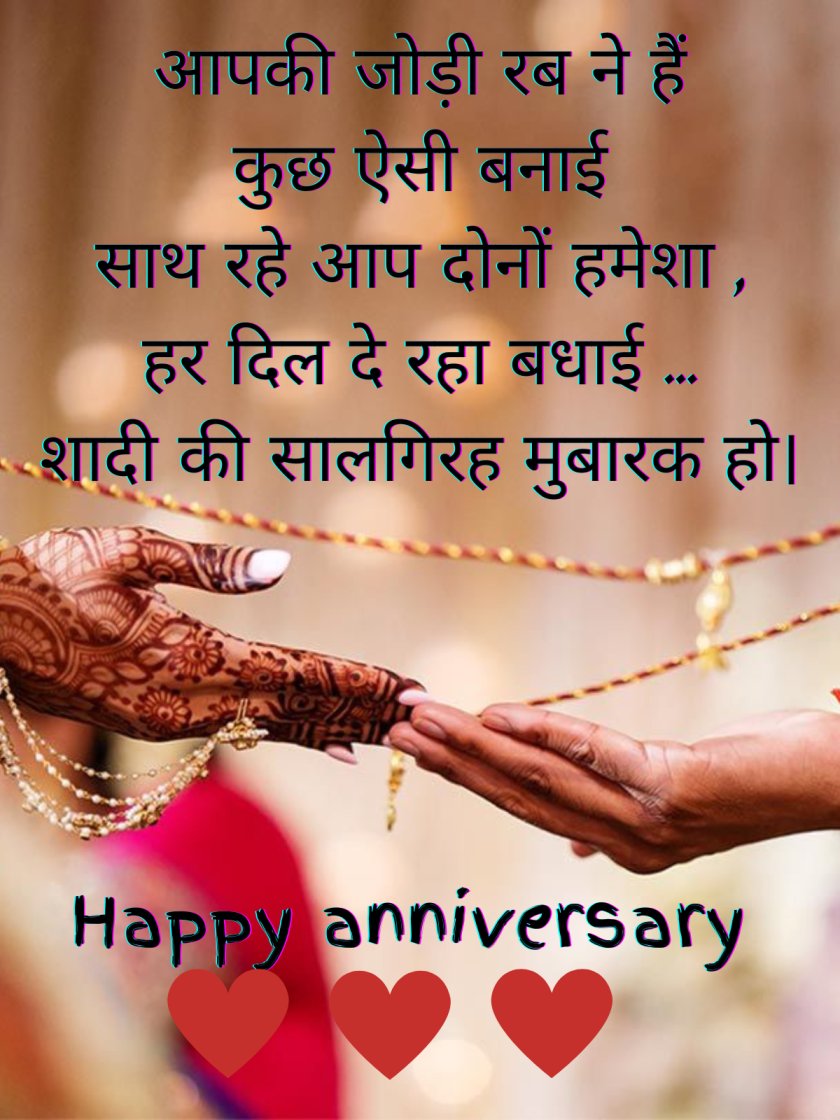 आपकी जोड़ी रब ने हैं
कुछ ऐसी बनाई
साथ रहे आप दोनों हमेशा ,
हर दिल दे रहा बधाई ...
शादी की सालगिरह मुबारक हो।
Happy anniversary